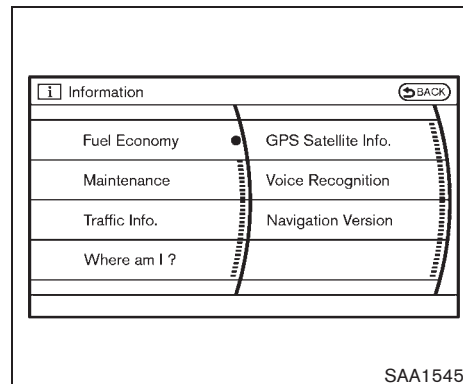 i Information BACK
Fuel Economy GPS Satellite Info.
Maintenance Voice Recognition
Traffic Info. Navigation Version
Where am I ?
SAA1545